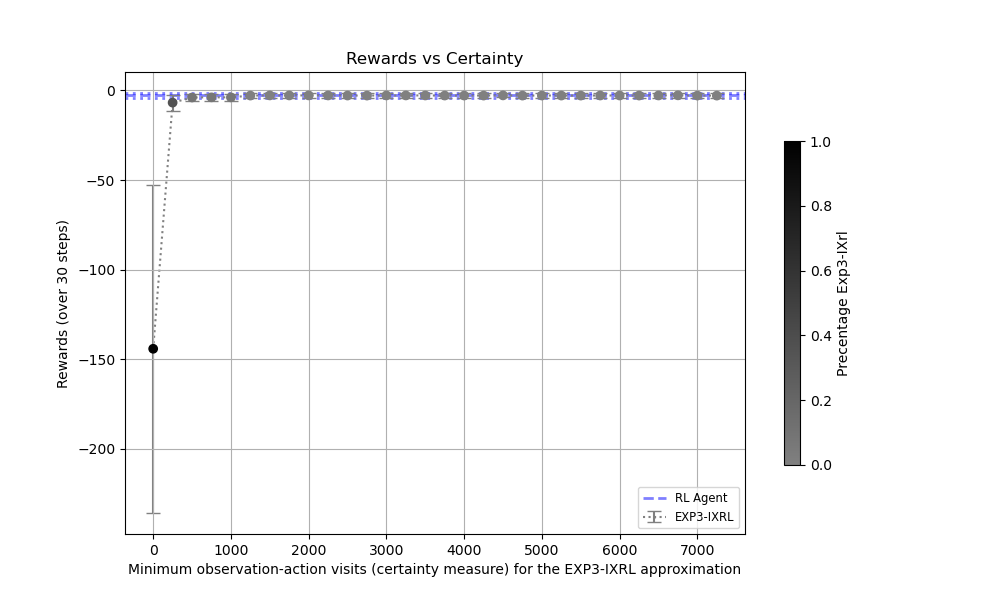 Rewards vs Certainty
Rewards (over 30 steps)
0
−50
−100
−150
−200
0 1000 2000 3000 4000 5000 6000 7000
Minimum observation-action visits (certainty measure) for the EXP3-IXRL approximation
RL Agent
EXP3-IXRL
1.0
0.8
0.6
0.4
0.2
0.0
Precentage Exp3-IXrl